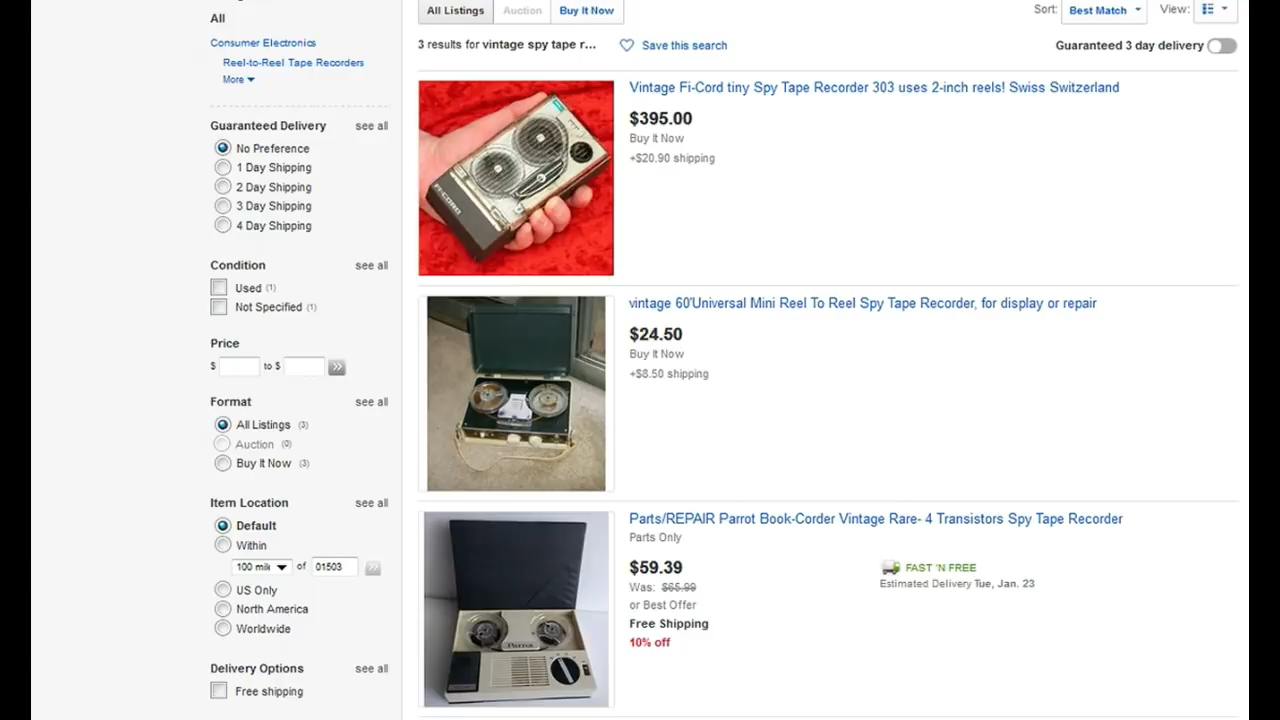 All
Consumer Electronics
Reel-to-Reel Tape Recorders
More
Guaranteed Delivery see all
No Preference
1 Day Shipping
2 Day Shipping
3 Day Shipping
4 Day Shipping
Condition see all
Used (1)
Not Specified (1)
Price
$ to $
Format see all
All Listings (3)
Auction (0)
Buy It Now (3)
Item Location see all
Default
Within
100 mil of 01503
US Only
North America
Worldwide
Delivery Options see all
Free shipping
All Listings Auction Buy It Now Sort: Best Match View:
3 results for vintage spy tape r... Save this search Guaranteed 3 day delivery
FI-CORD
Vintage Fi-Cord tiny Spy Tape Recorder 303 uses 2-inch reels! Swiss Switzerland
$395.00
Buy It Now
+$20.90 shipping
vintage 60'Universal Mini Reel To Reel Spy Tape Recorder, for display or repair
$24.50
Buy It Now
+$8.50 shipping
Parrot
Parts/REPAIR Parrot Book-Corder Vintage Rare- 4 Transistors Spy Tape Recorder
Parts Only
$59.39 FAST 'N FREE
Was: $65.99 Estimated Delivery Tue, Jan. 23
or Best Offer
Free Shipping
10% off